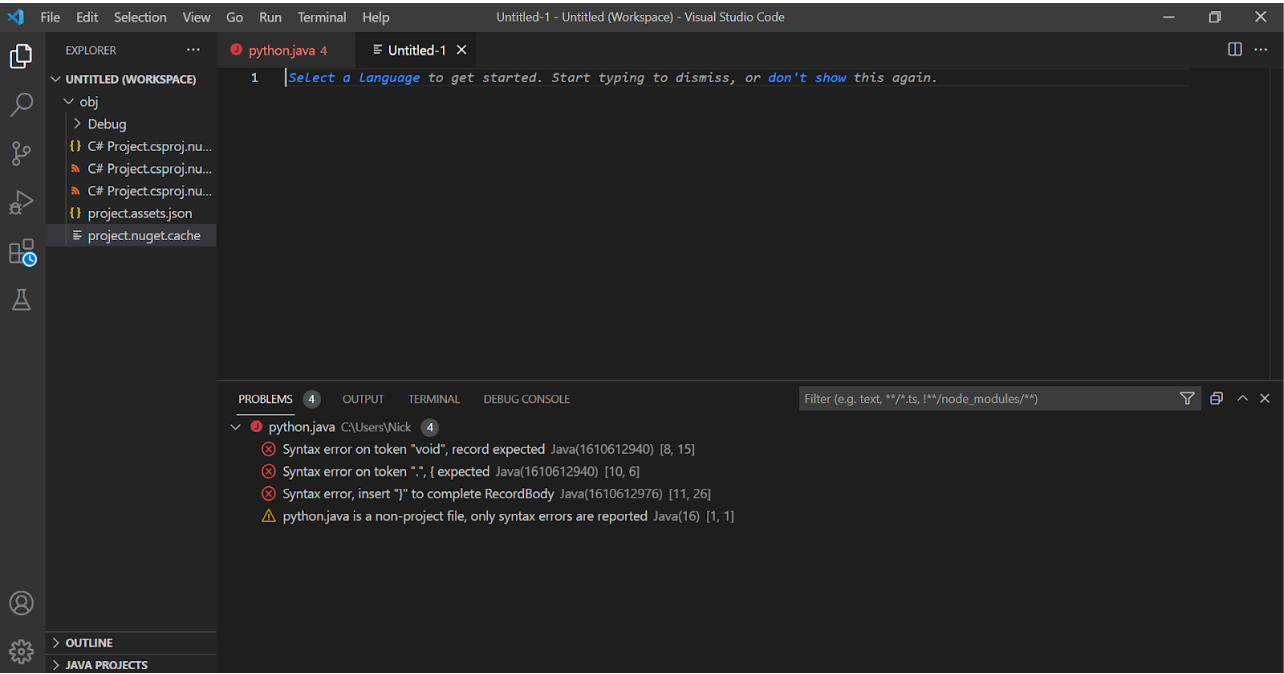 File Edit Selection View Go Run Terminal Help Untitled-1 - Untitled (Workspace) - Visual Studio Code
EXPLORER ···
UNTITLED (WORKSPACE)
obj
Debug
{} C# Project.csproj.nu...
C# Project.csproj.nu...
C# Project.csproj.nu...
{} project.assets.json
project.nuget.cache
OUTLINE
JAVA PROJECTS
python.java 4 Untitled-1
1 Select a language to get started. Start typing to dismiss, or don't show this again.
PROBLEMS 4 OUTPUT TERMINAL DEBUG CONSOLE Filter (e.g. text, **/*.ts, !**/node_modules/**)
python.java C:\Users\Nick 4
Syntax error on token "void", record expected Java(1610612940) [8, 15]
Syntax error on token ".", { expected Java(1610612940) [10, 6]
Syntax error, insert "}" to complete RecordBody Java(1610612976) [11, 26]
python.java is a non-project file, only syntax errors are reported Java(16) [1, 1]